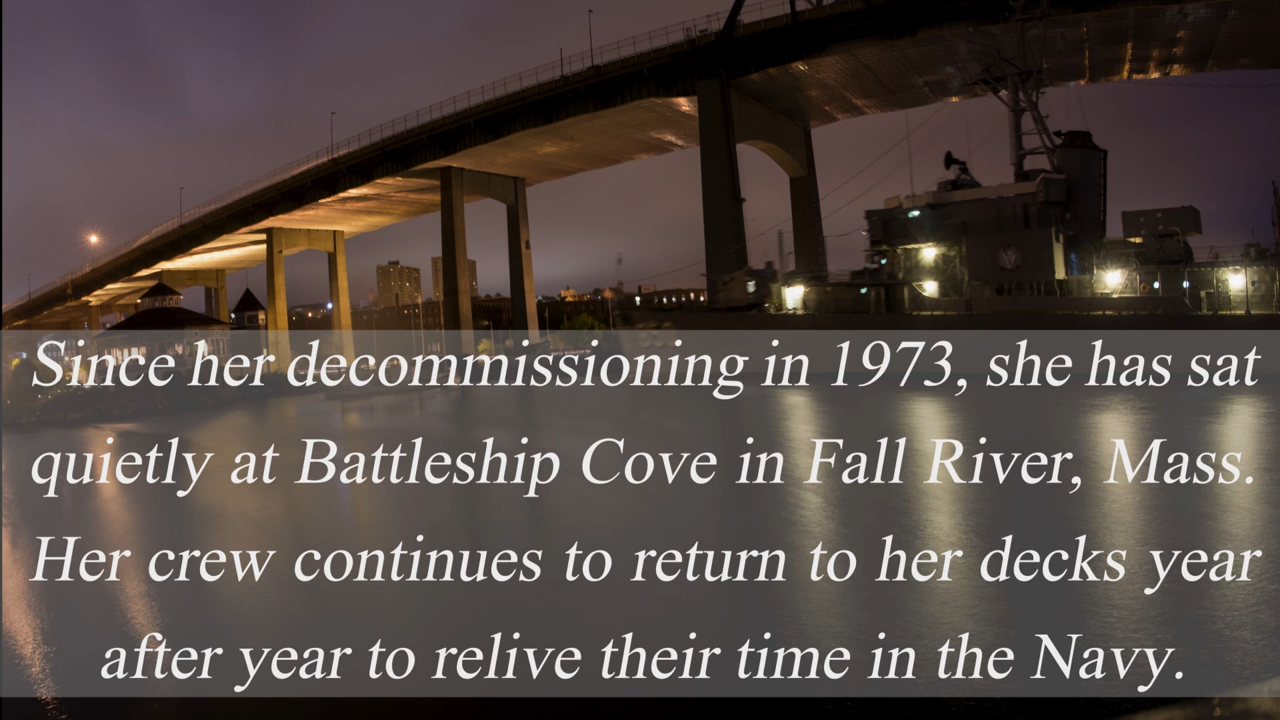 Since her decommissioning in 1973, she has sat
quietly at Battleship Cove in Fall River, Mass.
Her crew continues to return to her decks year
after year to relive their time in the Navy.